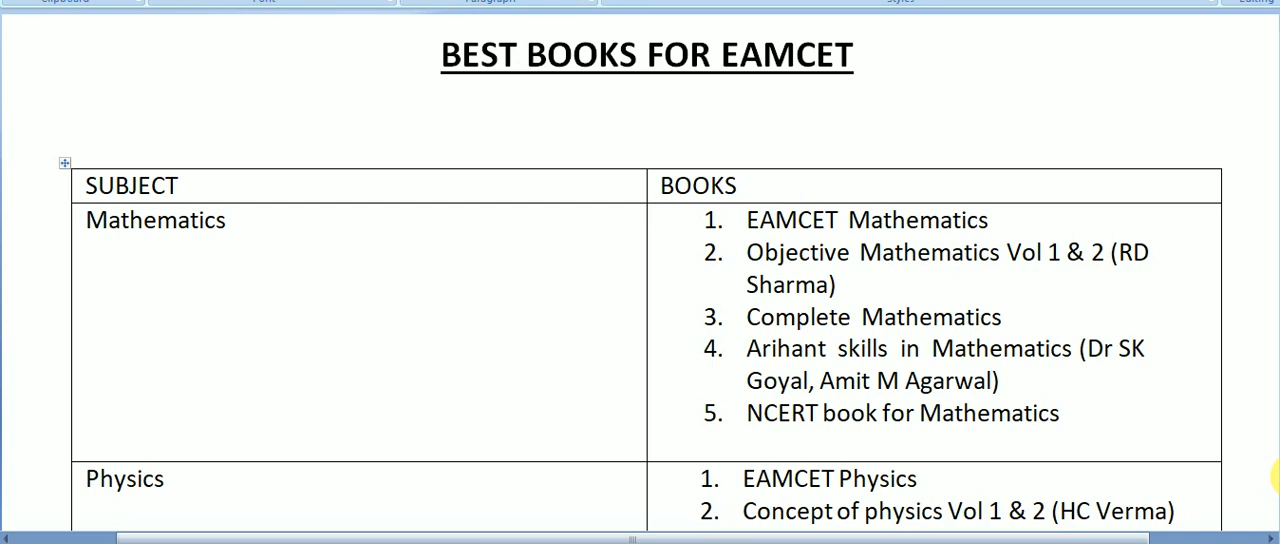 BEST BOOKS FOR EAMCET
SUBJECT
BOOKS
Mathematics
1. EAMCET Mathematics
2. Objective Mathematics Vol 1 & 2 (RD
Sharma)
3. Complete Mathematics
4. Arihant skills in Mathematics (Dr SK
Goyal, Amit M Agarwal)
5. NCERT book for Mathematics
Physics
1. EAMCET Physics
2. Concept of physics Vol 1 & 2 (HC Verma)